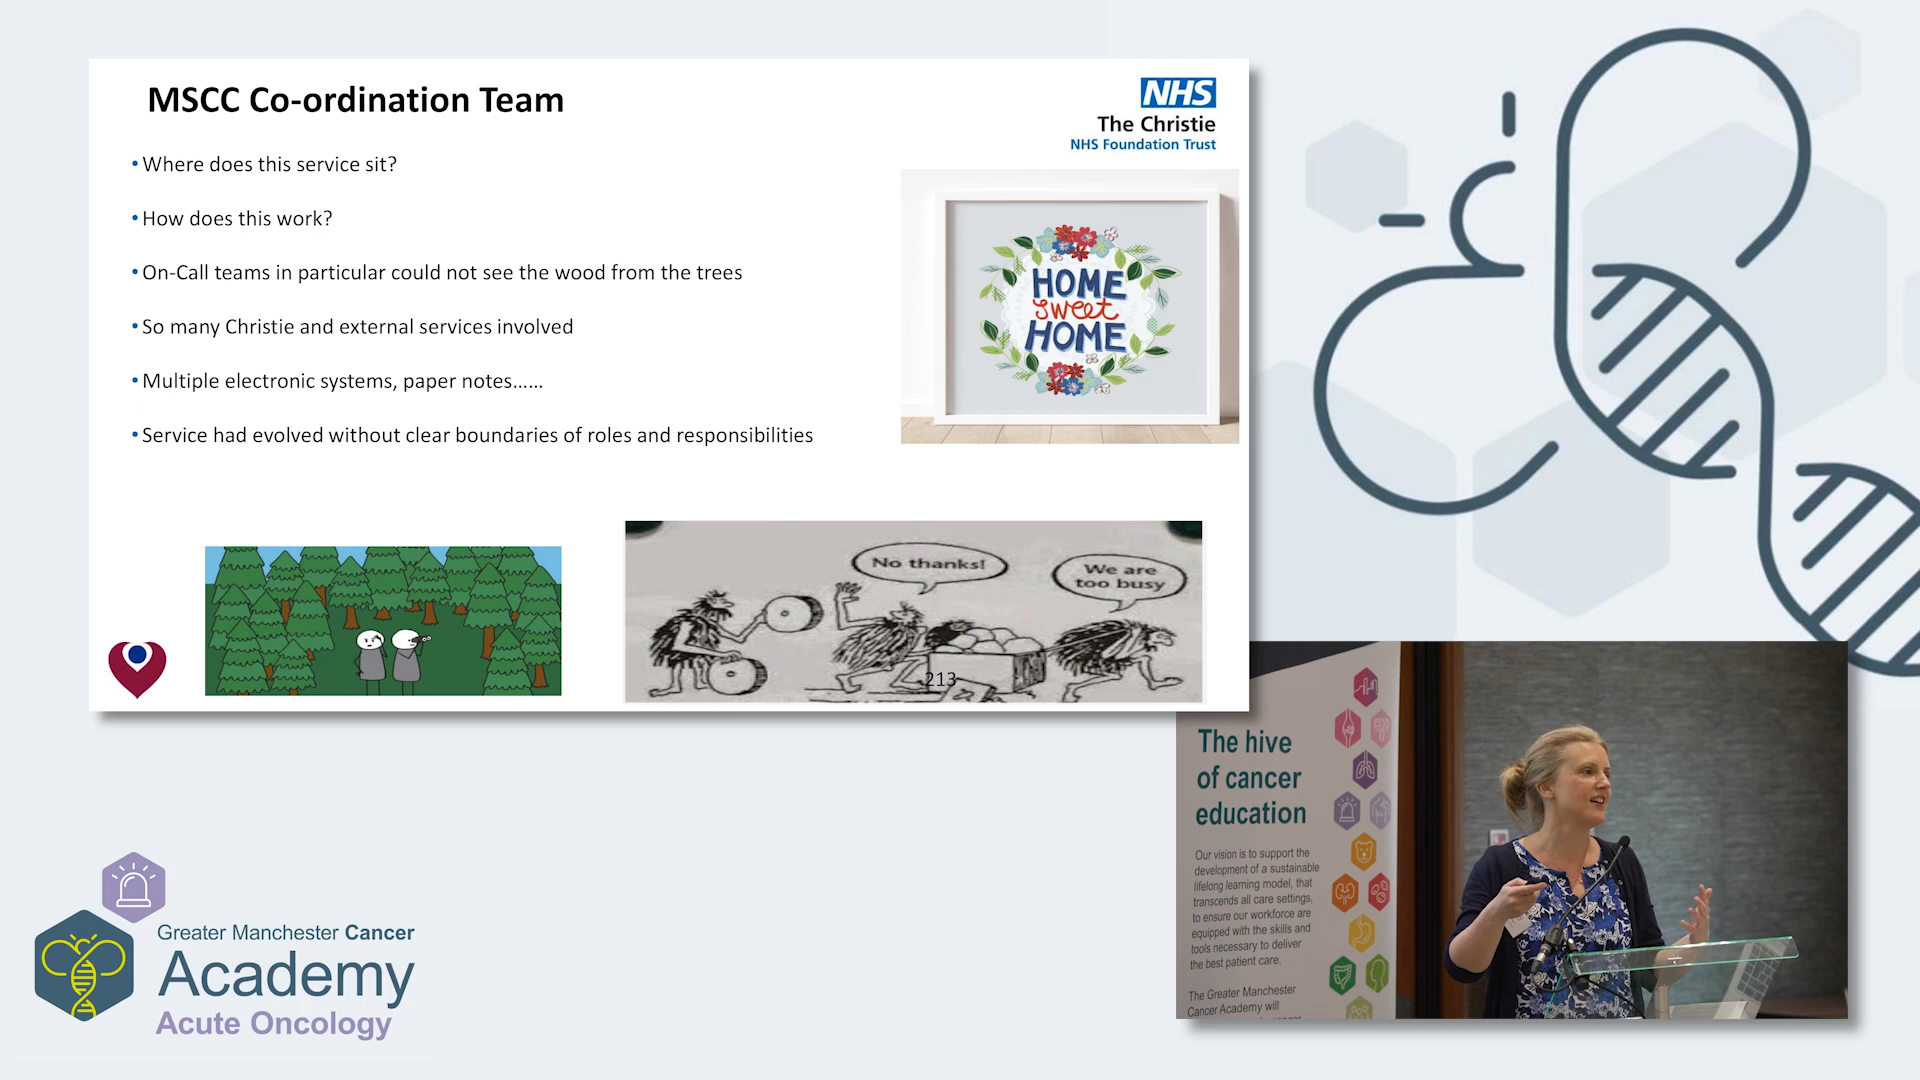 MSCC Co-ordination Team
NHS
The Christie
NHS Foundation Trust
• Where does this service sit?
• How does this work?
• On-Call teams in particular could not see the wood from the trees
• So many Christie and external services involved
• Multiple electronic systems, paper notes……
• Service had evolved without clear boundaries of roles and responsibilities
HOME
sweet
HOME
No thanks!
We are
too busy
213
The hive
of cancer
education
Our vision is to support the
development of a sustainable
lifelong learning model, that
transcends all care settings,
to ensure our workforce are
equipped with the skills and
tools necessary to deliver
the best patient care.
The Greater Manchester
Cancer Academy will
Greater Manchester Cancer
Academy
Acute Oncology